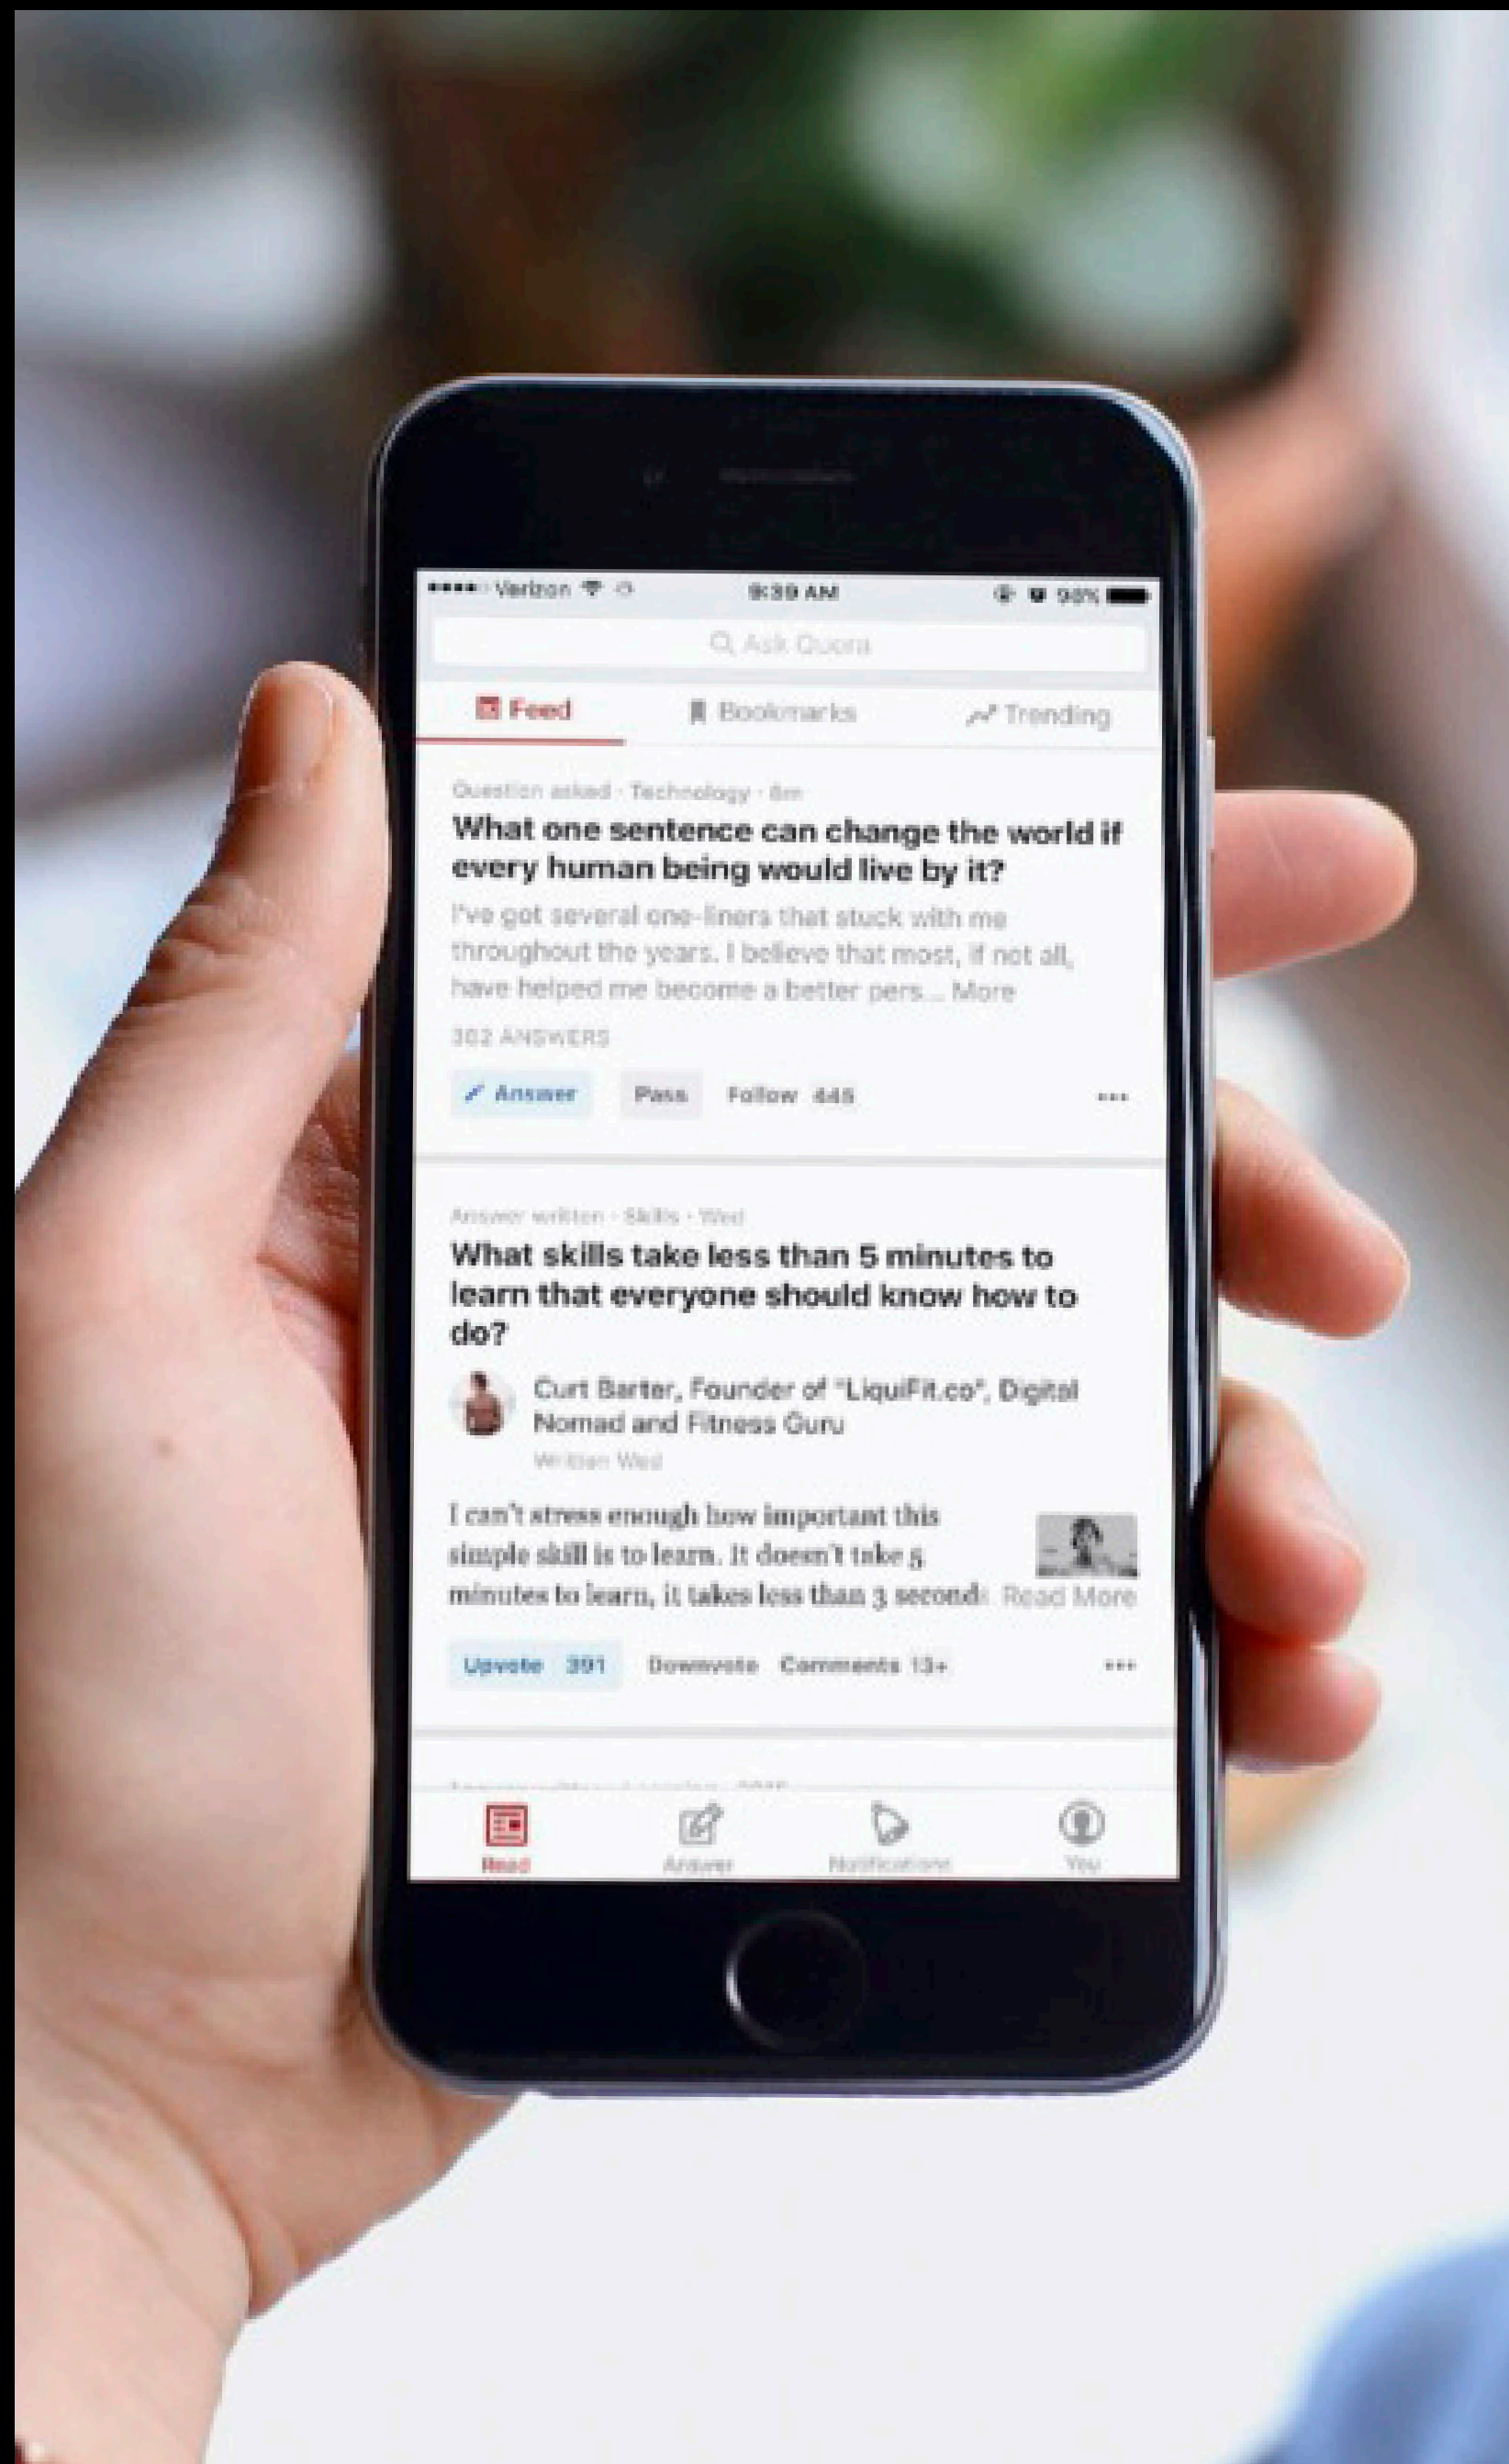 Verizon 9:39 AM 98%
Ask Quora
Feed Bookmarks Trending
Question asked · Technology · 8m
What one sentence can change the world if
every human being would live by it?
I've got several one-liners that stuck with me
throughout the years. I believe that most, if not all,
have helped me become a better pers... More
302 ANSWERS
Answer Pass Follow 445 ...
Answer written · Skills · Wed
What skills take less than 5 minutes to
learn that everyone should know how to
do?
Curt Barter, Founder of "LiquiFit.co", Digital
Nomad and Fitness Guru
Written Wed
I can't stress enough how important this
simple skill is to learn. It doesn't take 5
minutes to learn, it takes less than 3 seconds Read More
Upvote 391 Downvote Comments 13+ ...
Read Answer Notifications You